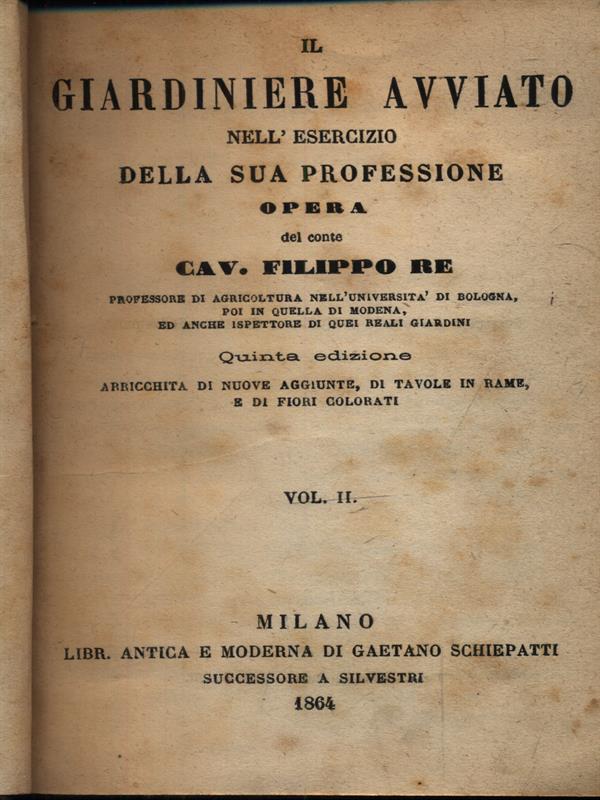 IL
GIARDINIERE AVVIATO
NELL' ESERCIZIO
DELLA SUA PROFESSIONE
OPERA
del conte
CAV. FILIPPO RE
PROFESSORE DI AGRICOLTURA NELL'UNIVERSITA' DI BOLOGNA,
POI IN QUELLA DI MODENA,
ED ANCHE ISPETTORE DI QUEI REALI GIARDINI
Quinta edizione
ARRICCHITA DI NUOVE AGGIUNTE, DI TAVOLE IN RAME,
E DI FIORI COLORATI
VOL. II.
MILANO
LIBR. ANTICA E MODERNA DI GAETANO SCHIEPATTI
SUCCESSORE A SILVESTRI
1864